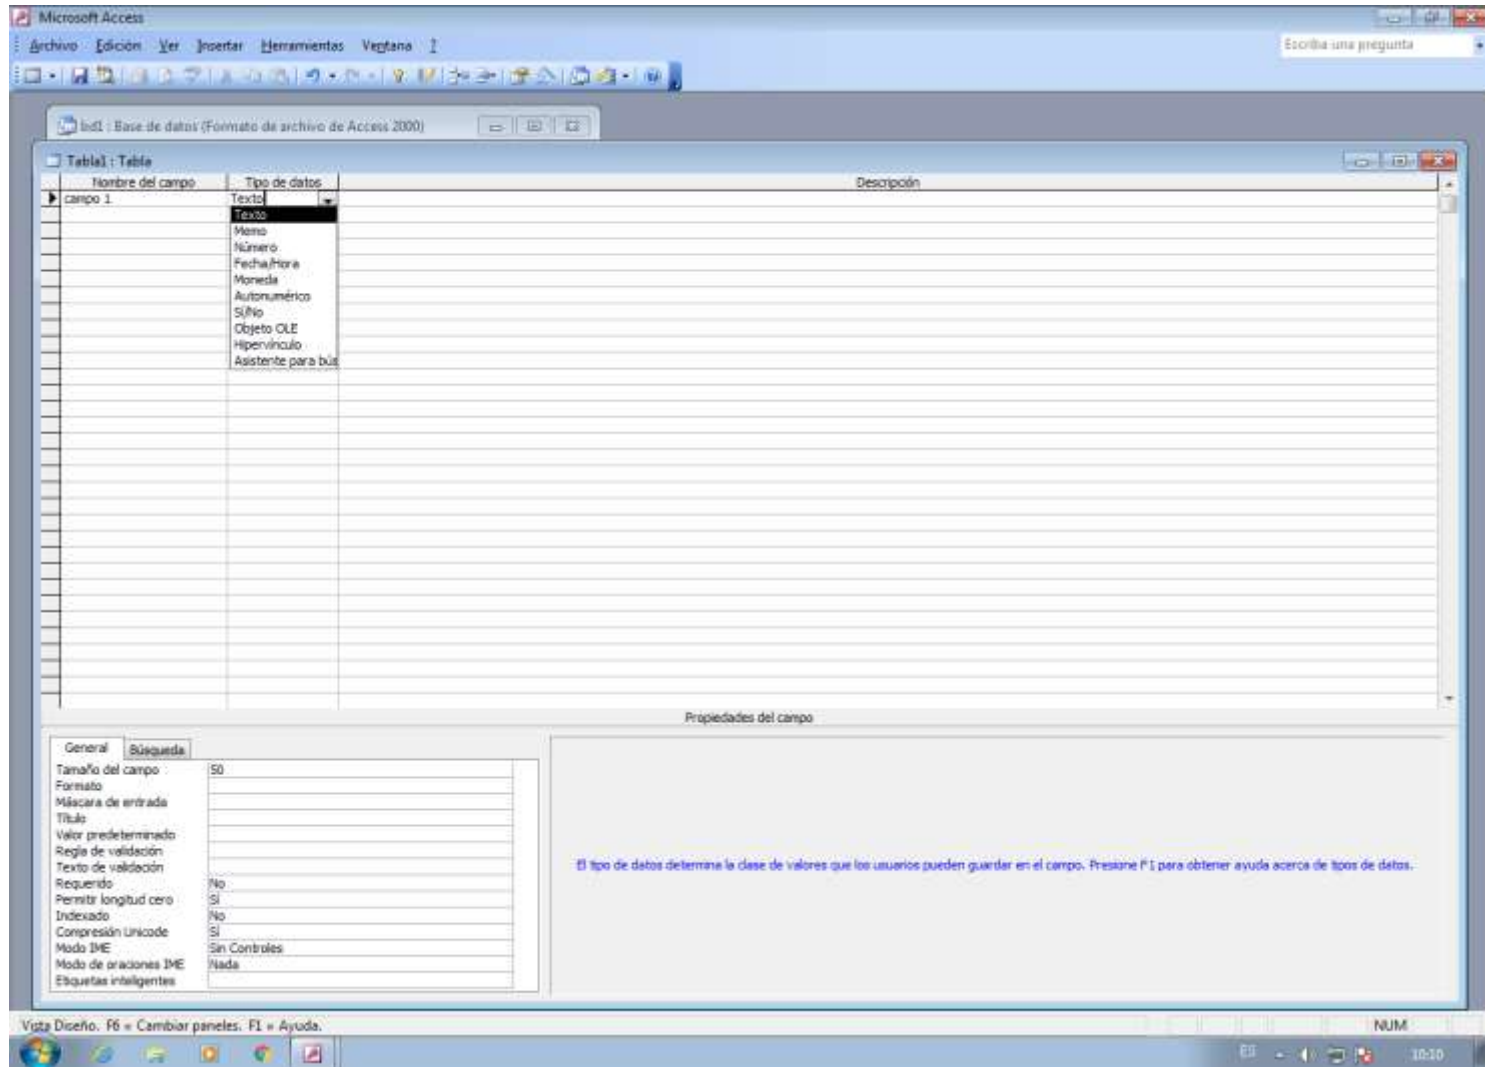 Microsoft Access
Archivo Edición Ver Insertar Herramientas Ventana ?
Escriba una pregunta
bd1 : Base de datos (Formato de archivo de Access 2000)
Tabla1 : Tabla
Nombre del campo Tipo de datos Descripción
campo 1 Texto
Texto
Memo
Número
Fecha/Hora
Moneda
Autonumérico
Sí/No
Objeto OLE
Hipervínculo
Asistente para bús
Propiedades del campo
General Búsqueda
Tamaño del campo 50
Formato
Máscara de entrada
Título
Valor predeterminado
Regla de validación
Texto de validación
Requerido No
Permitir longitud cero Sí
Indexado No
Compresión Unicode Sí
Modo IME Sin Controles
Modo de oraciones IME Nada
Etiquetas inteligentes
El tipo de datos determina la clase de valores que los usuarios pueden guardar en el campo. Presione F1 para obtener ayuda acerca de tipos de datos.
Vista Diseño. F6 = Cambiar paneles. F1 = Ayuda.
NUM
ES
10:10